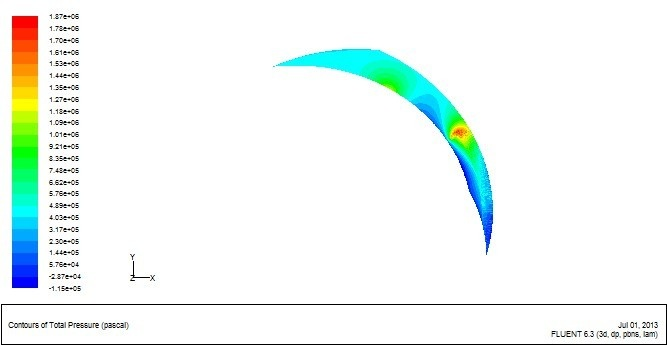 1.87e+06
1.78e+06
1.70e+06
1.61e+06
1.53e+06
1.44e+06
1.35e+06
1.27e+06
1.18e+06
1.09e+06
1.01e+06
9.21e+05
8.35e+05
7.48e+05
6.62e+05
5.76e+05
4.89e+05
4.03e+05
3.17e+05
2.30e+05
1.44e+05
5.76e+04
-2.87e+04
-1.15e+05
Y
Z X
Contours of Total Pressure (pascal)
Jul 01, 2013
FLUENT 6.3 (3d, dp, pbns, lam)